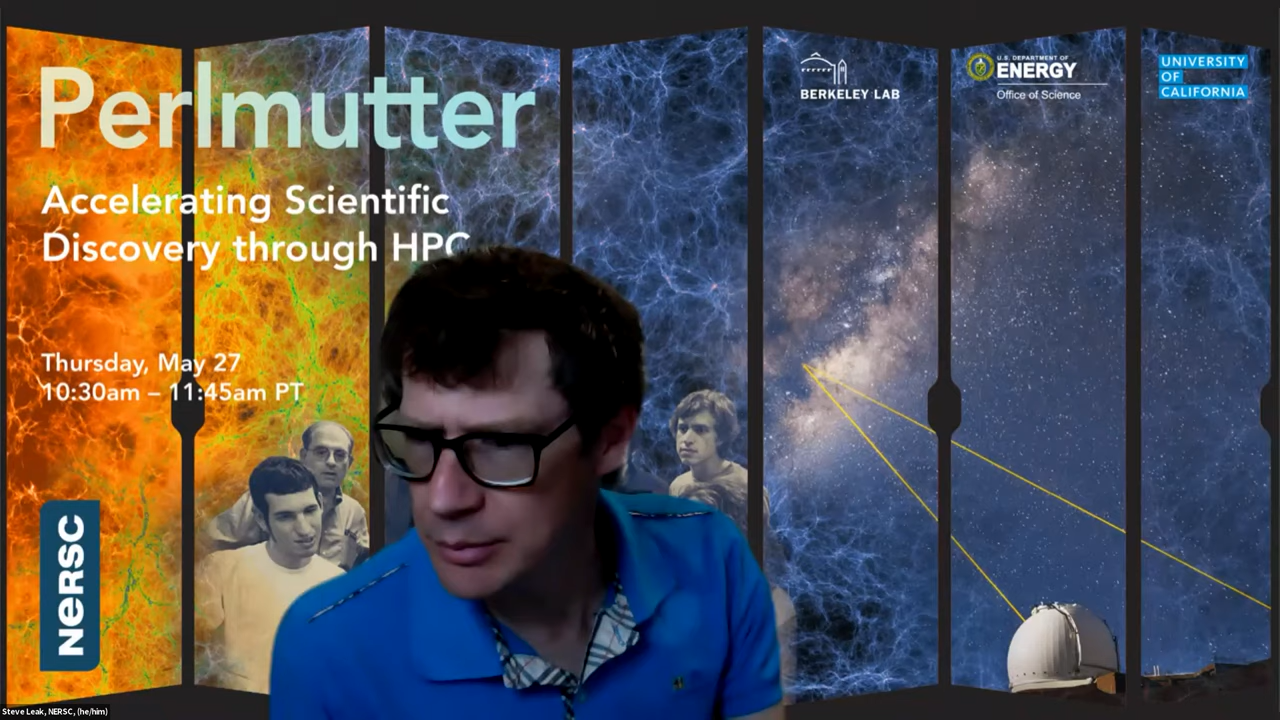 Perlmutter
Accelerating Scientific
Discovery through HPC
Thursday, May 27
10:30am – 11:45am PT
NERSC
BERKELEY LAB
U.S. DEPARTMENT OF
ENERGY
Office of Science
UNIVERSITY
OF
CALIFORNIA
Steve Leak, NERSC, (he/him)